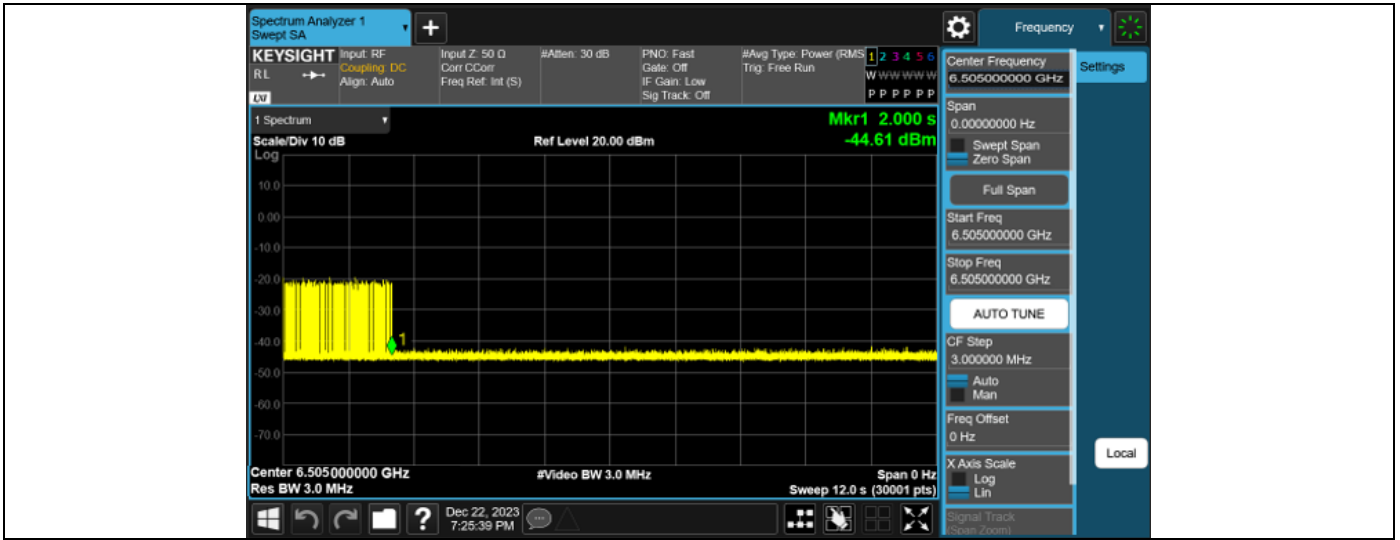 Spectrum Analyzer 1
Swept SA
+
Frequency
KEYSIGHT
RL
LXI
Input: RF
Coupling: DC
Align: Auto
Input Z: 50 Ω
Corr CCorr
Freq Ref: Int (S)
#Atten: 30 dB
PNO: Fast
Gate: Off
IF Gain: Low
Sig Track: Off
#Avg Type: Power (RMS
Trig: Free Run
1 2 3 4 5 6
W W W W W W
P P P P P P
1 Spectrum
Mkr1 2.000 s
Scale/Div 10 dB
Ref Level 20.00 dBm
-44.61 dBm
Log
10.0
0.00
-10.0
-20.0
-30.0
-40.0
-50.0
-60.0
-70.0
1
Center 6.505000000 GHz
#Video BW 3.0 MHz
Span 0 Hz
Res BW 3.0 MHz
Sweep 12.0 s (30001 pts)
?
Dec 22, 2023
7:25:39 PM
Center Frequency
6.505000000 GHz
Settings
Span
0.00000000 Hz
Swept Span
Zero Span
Full Span
Start Freq
6.505000000 GHz
Stop Freq
6.505000000 GHz
AUTO TUNE
CF Step
3.000000 MHz
Auto
Man
Freq Offset
0 Hz
X Axis Scale
Log
Lin
Local
Signal Track
(Span Zoom)